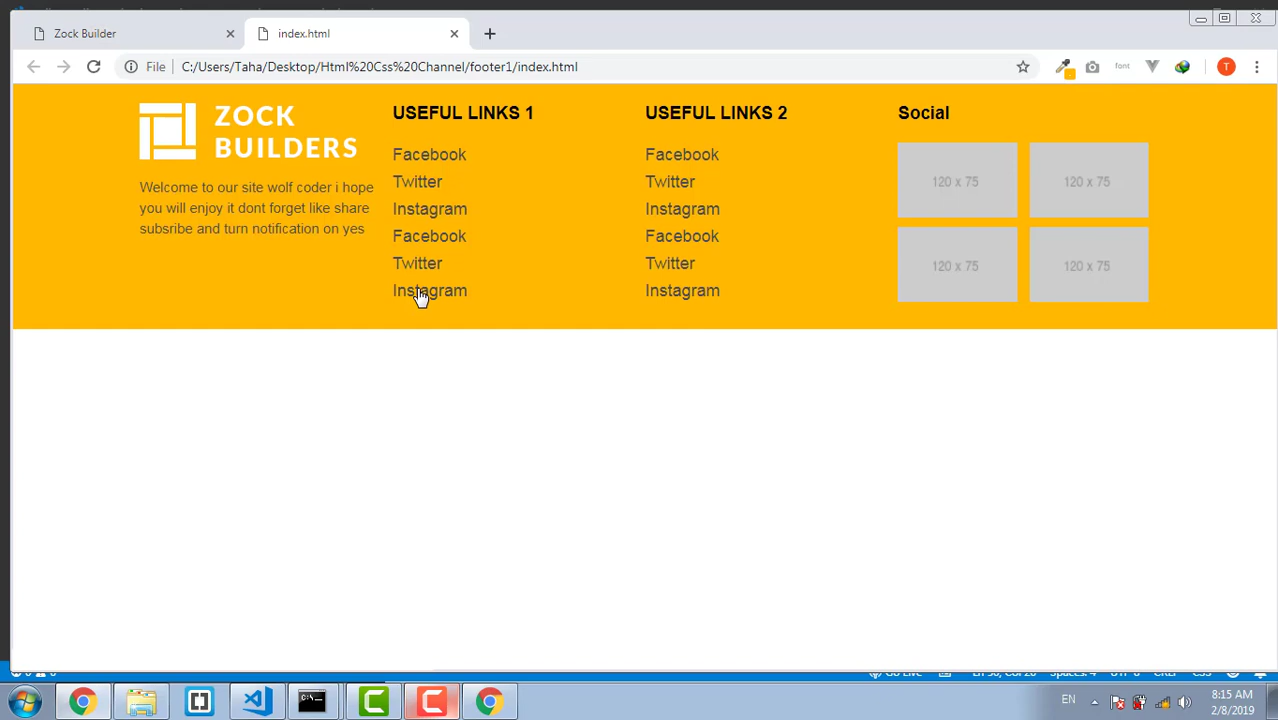 Zock Builder
index.html
File
C:/Users/Taha/Desktop/Html%20Css%20Channel/footer1/index.html
font
T
ZOCK
BUILDERS
Welcome to our site wolf coder i hope
you will enjoy it dont forget like share
subsribe and turn notification on yes
USEFUL LINKS 1
Facebook
Twitter
Instagram
Facebook
Twitter
Instagram
USEFUL LINKS 2
Facebook
Twitter
Instagram
Facebook
Twitter
Instagram
Social
120 x 75
120 x 75
120 x 75
120 x 75
EN
8:15 AM
2/8/2019